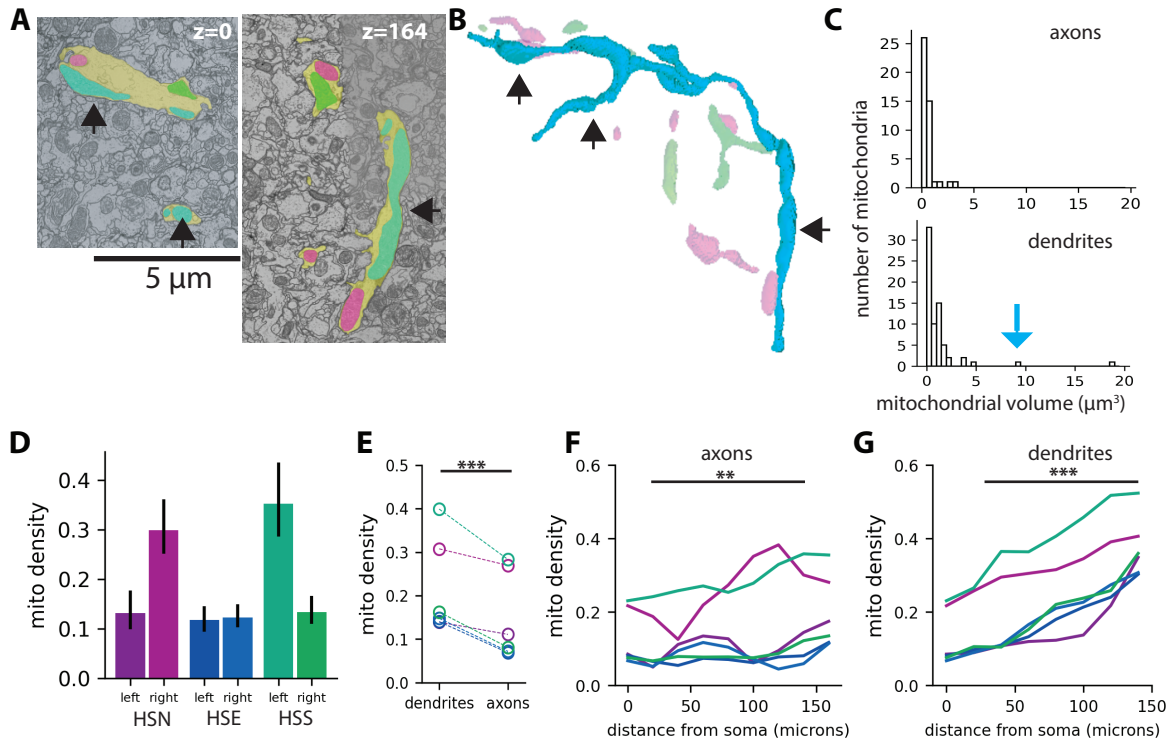 A
z=0
z=164
5 µm
B
C
axons
20
10
0
0 5 10 15 20
number of mitochondria
dendrites
30
25
20
15
10
5
0
0 5 10 15 20
mitochondrial volume (µm³)
D
mito density
0.4
0.3
0.2
0.1
0.0
left right left right left right
HSN HSE HSS
E
mito density
0.5
0.4
0.3
0.2
0.1
0.0
***
dendrites axons
F
axons
**
mito density
0.6
0.4
0.2
0.0
0 50 100 150
distance from soma (microns)
G
dendrites
***
mito density
0.6
0.4
0.2
0.0
0 50 100 150
distance from soma (microns)